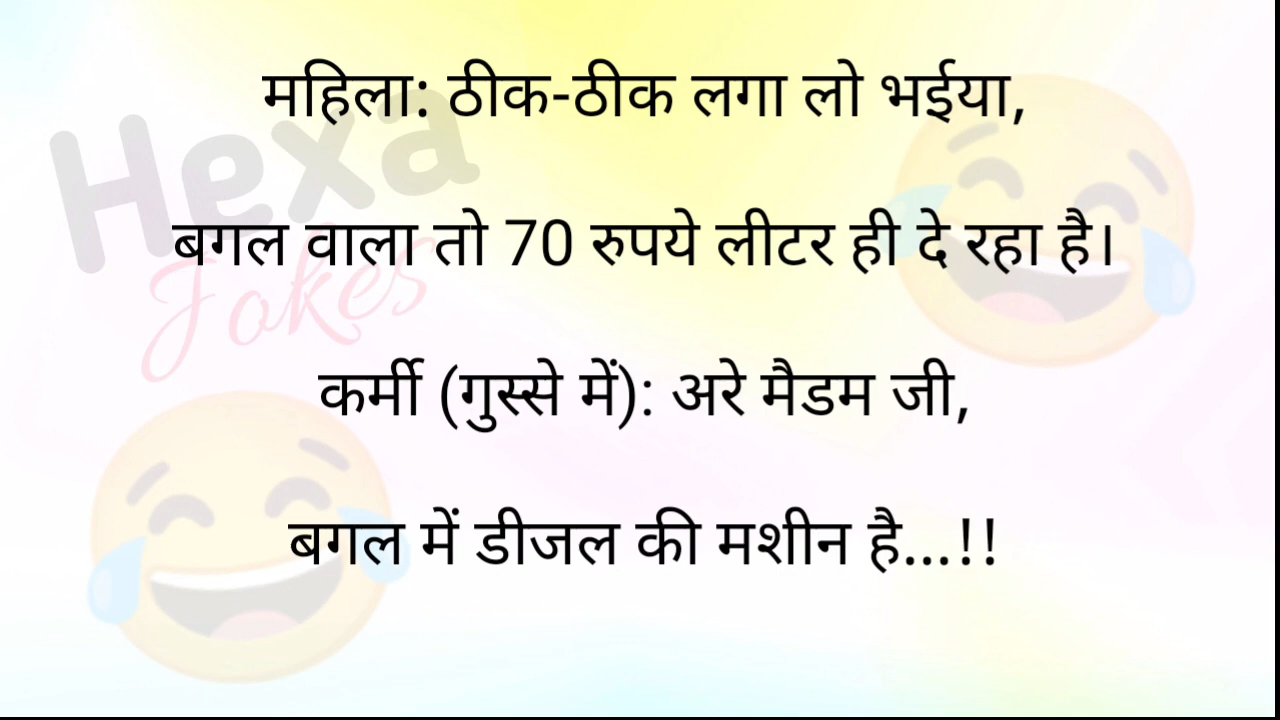 महिला: ठीक-ठीक लगा लो भईया,
बगल वाला तो 70 रुपये लीटर ही दे रहा है।
कर्मी (गुस्से में): अरे मैडम जी,
बगल में डीजल की मशीन है...!!
Hexa
Jokes